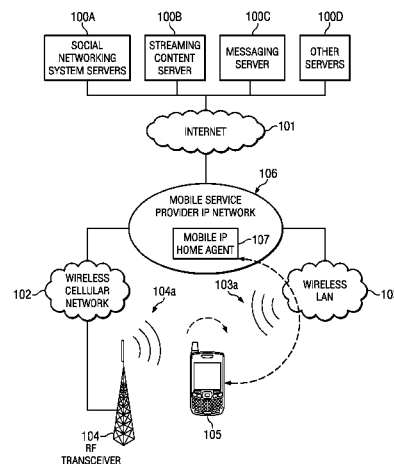 100A
100B
100C
100D
SOCIAL
NETWORKING
SYSTEM SERVERS
STREAMING
CONTENT
SERVER
MESSAGING
SERVER
OTHER
SERVERS
INTERNET
101
106
MOBILE SERVICE
PROVIDER IP NETWORK
107
MOBILE IP
HOME AGENT
WIRELESS
CELLULAR
NETWORK
102
104a
103a
WIRELESS
LAN
104
RF
TRANSCEIVER
105